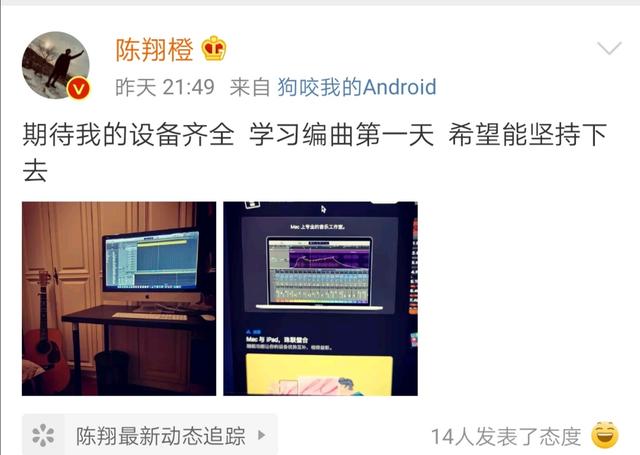 陈翔橙
昨天 21:49 来自 狗咬我的Android
期待我的设备齐全 学习编曲第一天 希望能坚持下
去
Mac 上专业的音乐工作室。
Mac 与 iPad，珠联璧合
陈翔最新动态追踪
14人发表了态度